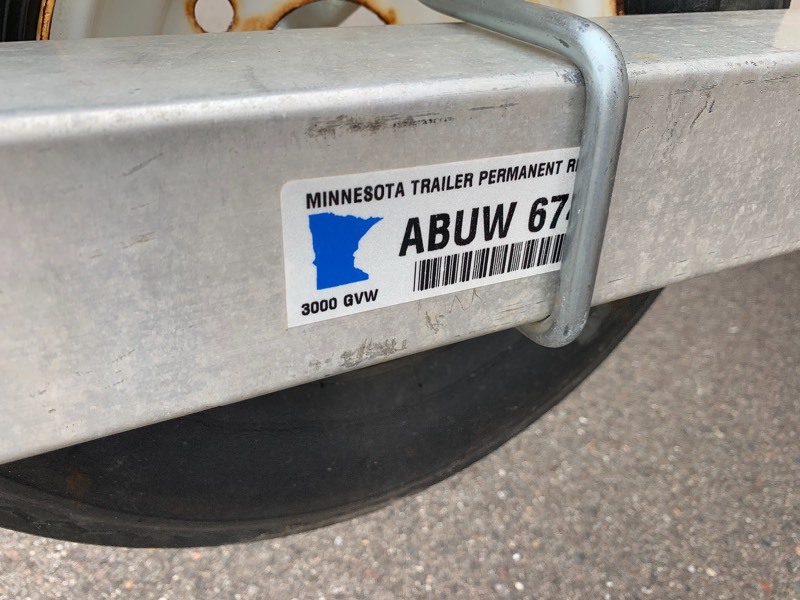 MINNESOTA TRAILER PERMANENT
ABUW
3000 GVW